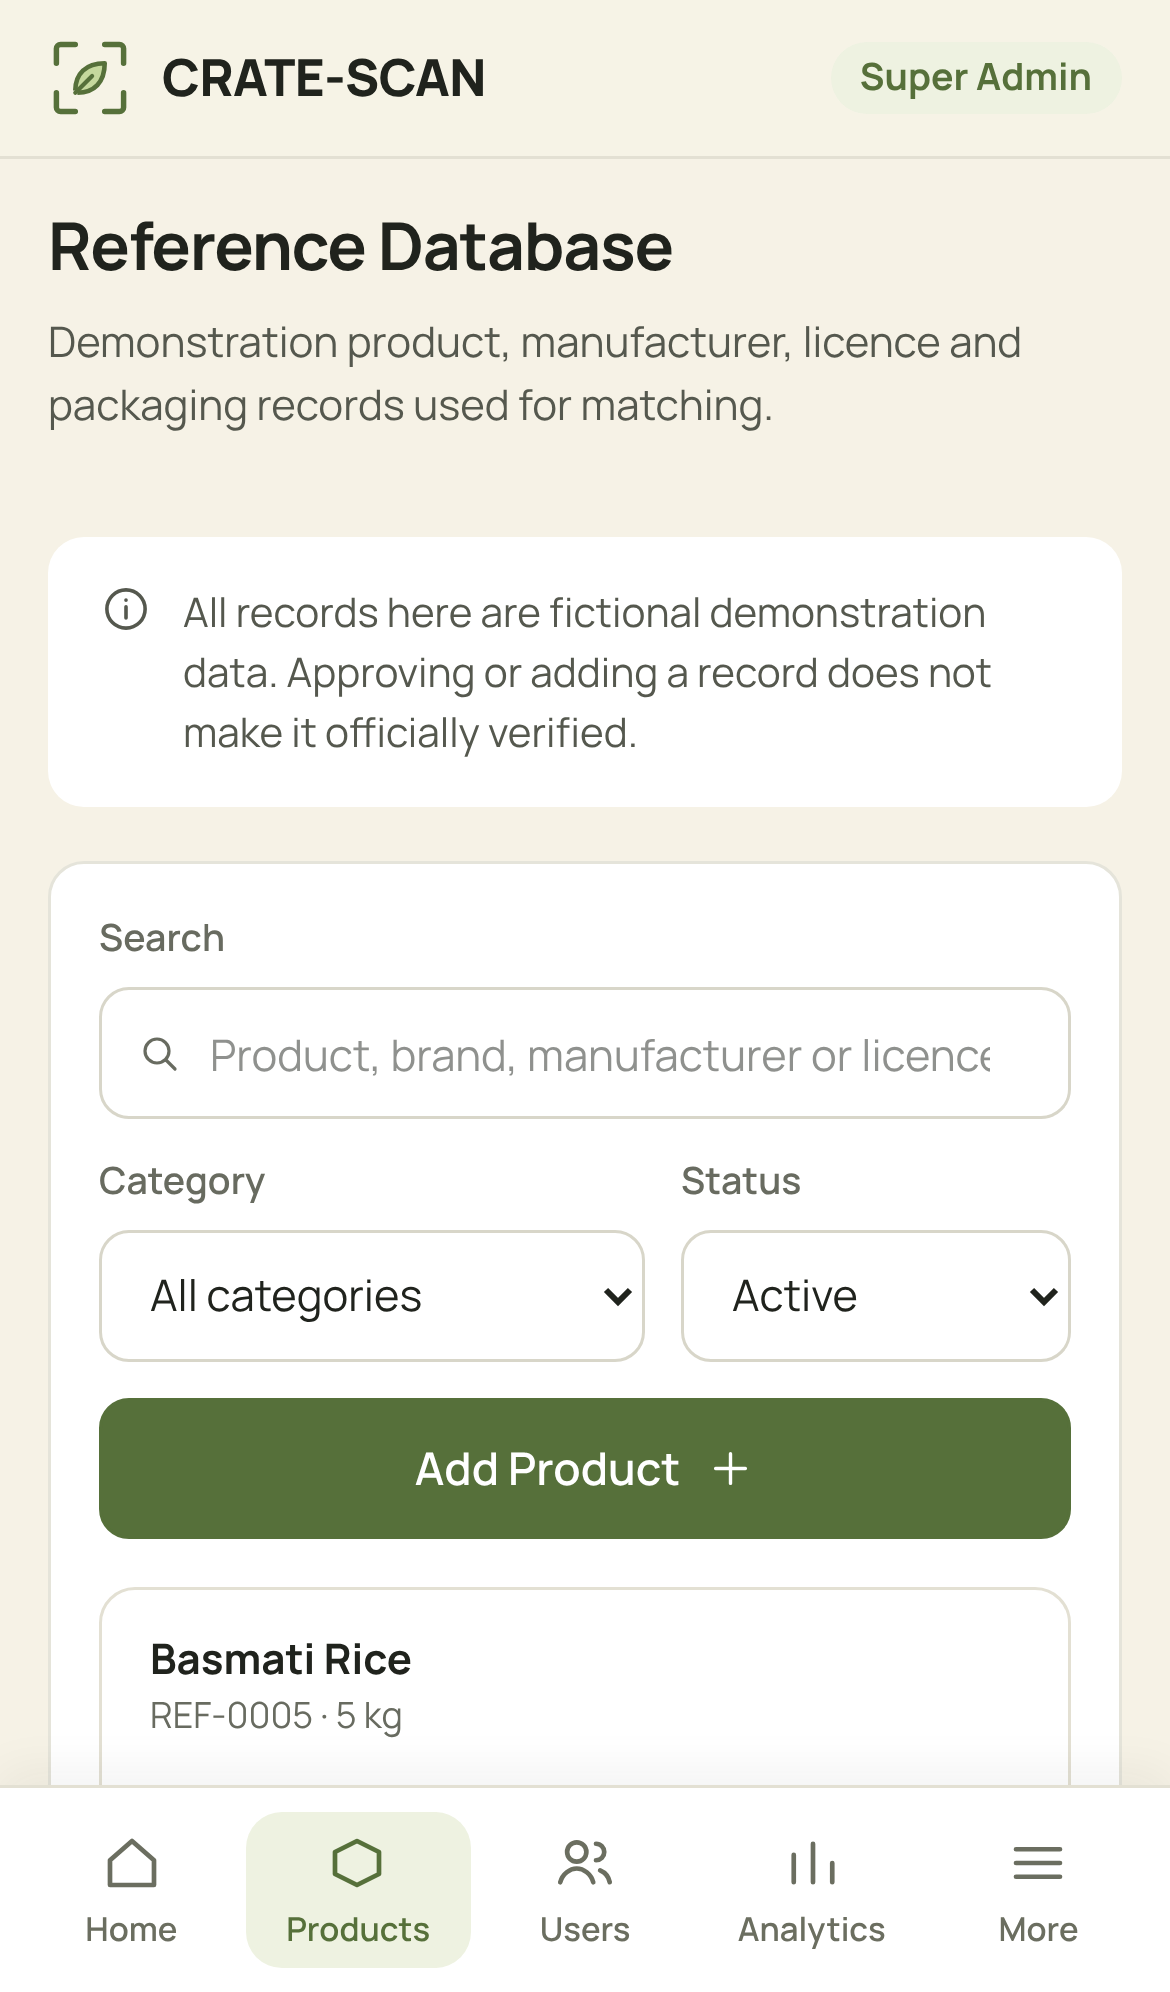 CRATE-SCAN
Super Admin
Reference Database
Demonstration product, manufacturer, licence and
packaging records used for matching.
All records here are fictional demonstration
data. Approving or adding a record does not
make it officially verified.
Search
Product, brand, manufacturer or licence
Category
Status
All categories
Active
Add Product +
Basmati Rice
REF-0005 · 5 kg
Home
Products
Users
Analytics
More